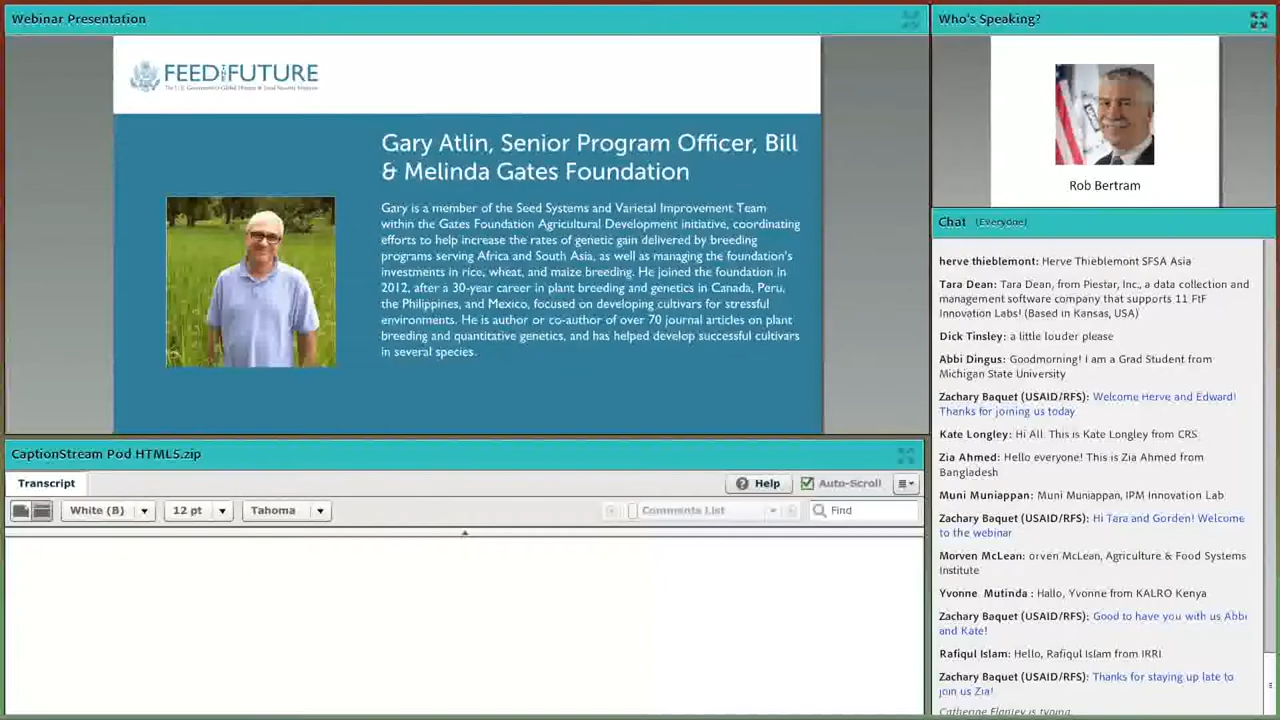 Webinar Presentation
FEED THE FUTURE
The U.S. Government's Global Hunger & Food Security Initiative
Gary Atlin, Senior Program Officer, Bill
& Melinda Gates Foundation
Gary is a member of the Seed Systems and Varietal Improvement Team
within the Gates Foundation Agricultural Development initiative, coordinating
efforts to help increase the rates of genetic gain delivered by breeding
programs serving Africa and South Asia, as well as managing the foundation's
investments in rice, wheat, and maize breeding. He joined the foundation in
2012, after a 30-year career in plant breeding and genetics in Canada, Peru,
the Philippines, and Mexico, focused on developing cultivars for stressful
environments. He is author or co-author of over 70 journal articles on plant
breeding and quantitative genetics, and has helped develop successful cultivars
in several species.
CaptionStream Pod HTML5.zip
Transcript
Help
Auto-Scroll
White (B)
12 pt
Tahoma
Comments List
Find
Who's Speaking?
Rob Bertram
Chat (Everyone)
herve thieblemont: Herve Thieblemont SFSA Asia
Tara Dean: Tara Dean, from Piestar, Inc., a data collection and
management software company that supports 11 FtF
Innovation Labs! (Based in Kansas, USA)
Dick Tinsley: a little louder please
Abbi Dingus: Goodmorning! I am a Grad Student from
Michigan State University
Zachary Baquet (USAID/RFS): Welcome Herve and Edward!
Thanks for joining us today
Kate Longley: Hi All. This is Kate Longley from CRS
Zia Ahmed: Hello everyone! This is Zia Ahmed from
Bangladesh
Muni Muniappan: Muni Muniappan, IPM Innovation Lab
Zachary Baquet (USAID/RFS): Hi Tara and Gorden! Welcome
to the webinar
Morven McLean: orven McLean, Agriculture & Food Systems
Institute
Yvonne Mutinda : Hallo, Yvonne from KALRO Kenya
Zachary Baquet (USAID/RFS): Good to have you with us Abbi
and Kate!
Rafiqul Islam: Hello, Rafiqul Islam from IRRI
Zachary Baquet (USAID/RFS): Thanks for staying up late to
join us Zia!
Catherine Flanley is typing